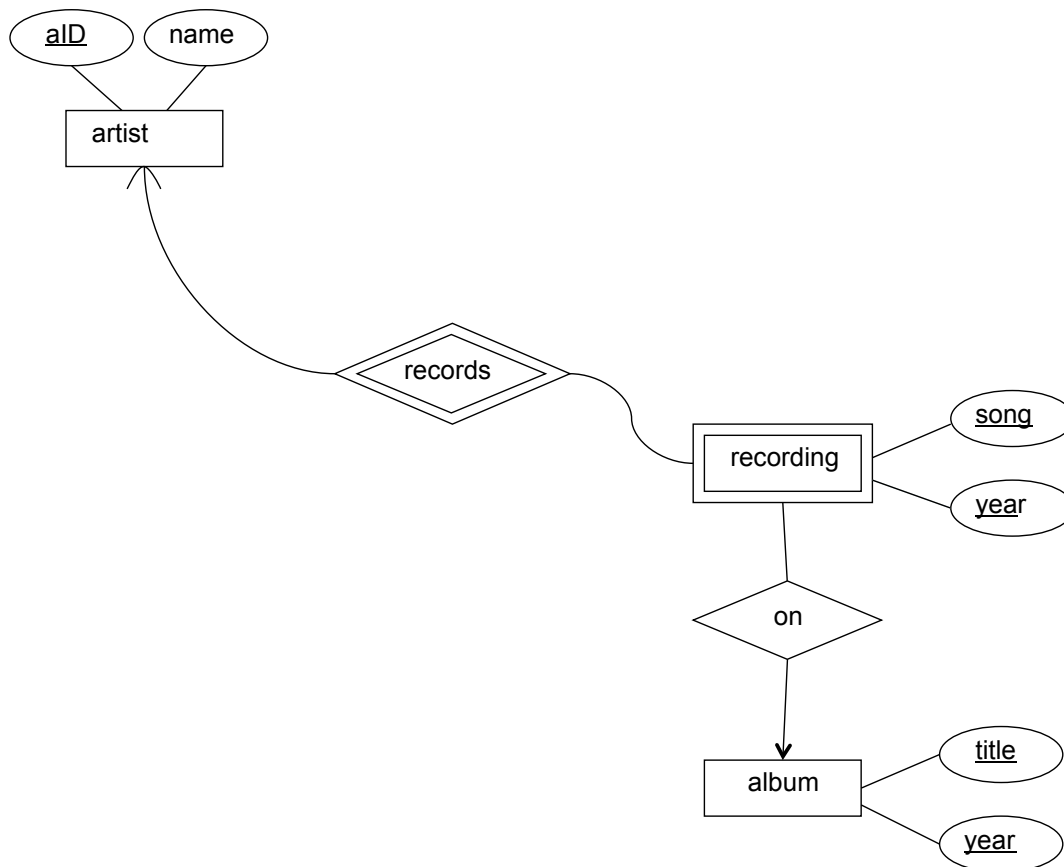 aID
name
artist
records
song
recording
year
on
title
album
year